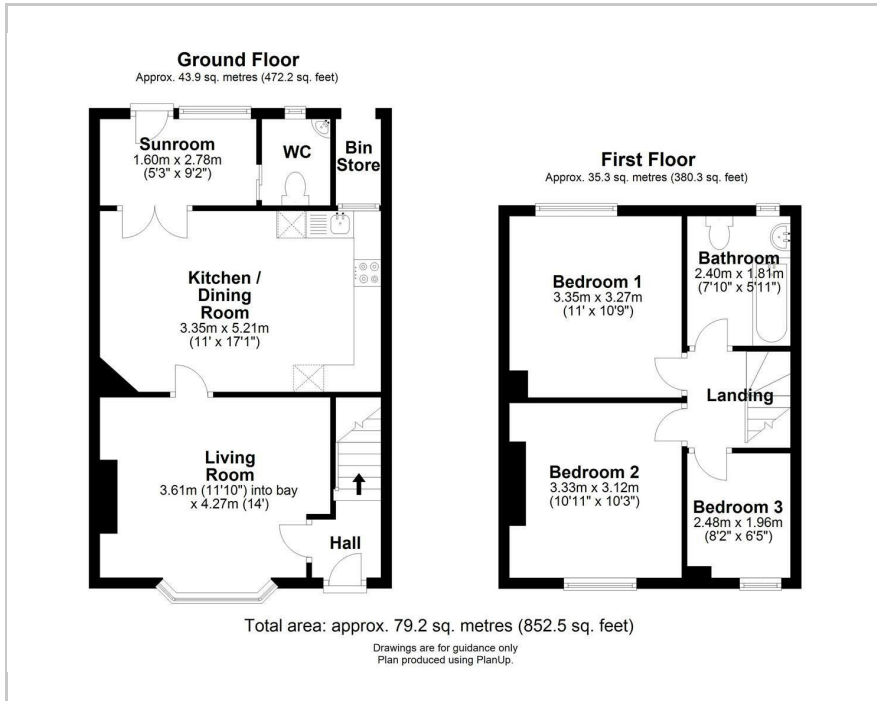 Ground Floor
Approx. 43.9 sq. metres (472.2 sq. feet)
Sunroom
1.60m x 2.78m
(5'3" x 9'2")
WC
Bin
Store
Kitchen /
Dining
Room
3.35m x 5.21m
(11' x 17'1")
Living
Room
3.61m (11'10") into bay
x 4.27m (14')
Hall
First Floor
Approx. 35.3 sq. metres (380.3 sq. feet)
Bedroom 1
3.35m x 3.27m
(11' x 10'9")
Bathroom
2.40m x 1.81m
(7'10" x 5'11")
Landing
Bedroom 2
3.33m x 3.12m
(10'11" x 10'3")
Bedroom 3
2.48m x 1.96m
(8'2" x 6'5")
Total area: approx. 79.2 sq. metres (852.5 sq. feet)
Drawings are for guidance only
Plan produced using PlanUp.